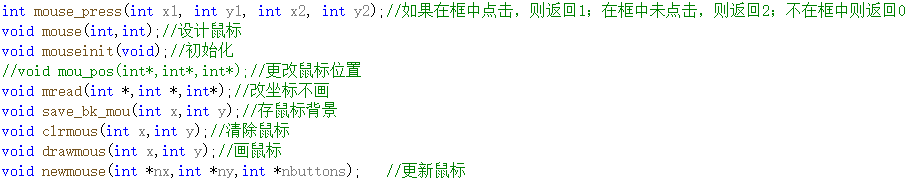 int mouse_press(int x1, int y1, int x2, int y2);//如果在框中点击，则返回1；在框中未点击，则返回2；不在框中则返回0
void mouse(int,int);//设计鼠标
void mouseinit(void);//初始化
//void mou_pos(int*,int*,int*);//更改鼠标位置
void mread(int *,int *,int*);//改坐标不画
void save_bk_mou(int x,int y);//存鼠标背景
void clrmous(int x,int y);//清除鼠标
void drawmous(int x,int y);//画鼠标
void newmouse(int *nx,int *ny,int *nbuttons);   //更新鼠标